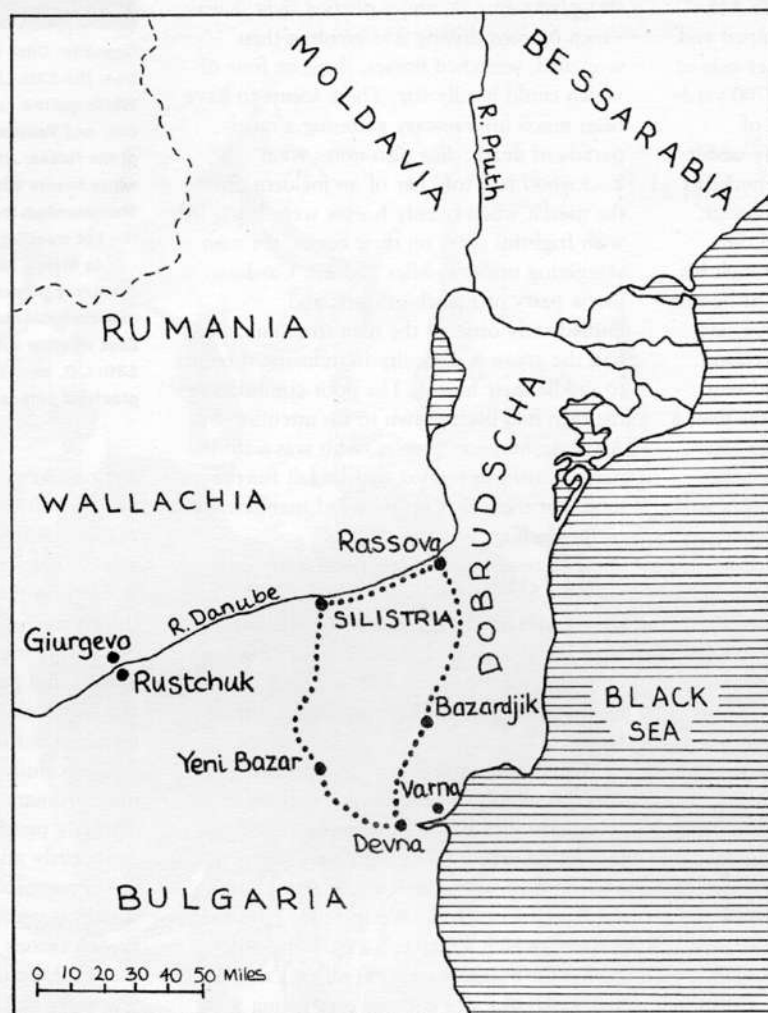 MOLDAVIA
BESSARABIA
R. Pruth
RUMANIA
DOBRUDSCHA
WALLACHIA
Rassova
R. Danube
SILISTRIA
Giurgevo
Rustchuk
BLACK
SEA
Bazardjik
Yeni Bazar
Varna
Devna
BULGARIA
0 10 20 30 40 50 Miles